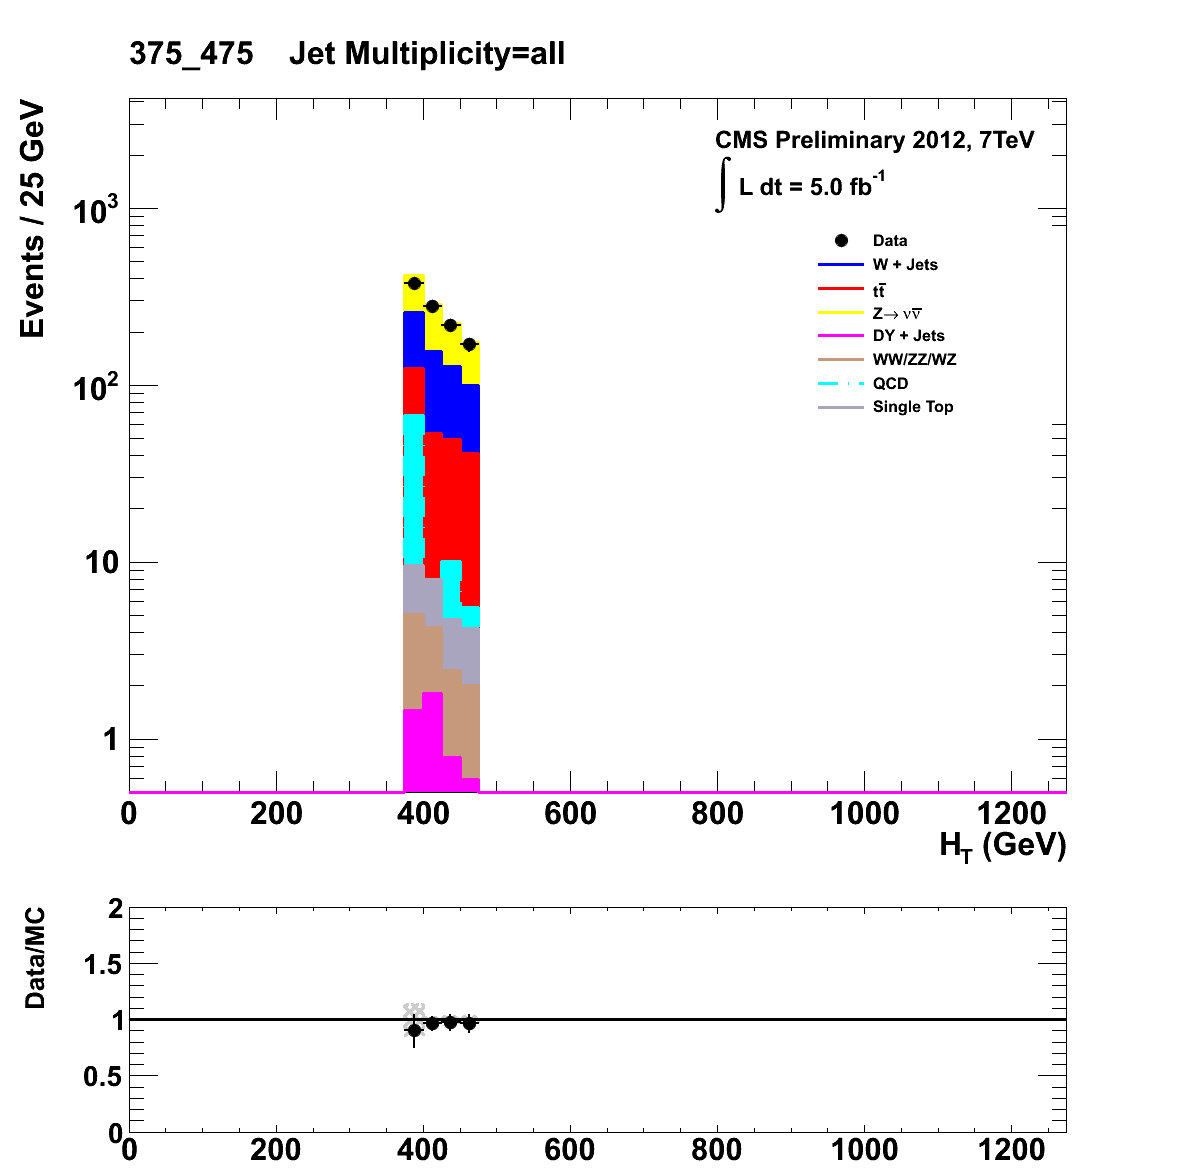 375_475 Jet Multiplicity=all
Events / 25 GeV
CMS Preliminary 2012, 7TeV
∫ L dt = 5.0 fb⁻¹
Data
W + Jets
tt̅
Z→ νν̅
DY + Jets
WW/ZZ/WZ
QCD
Single Top
10³
10²
10
1
0 200 400 600 800 1000 1200
H_T (GeV)
Data/MC
2
1.5
1
0.5
0
0 200 400 600 800 1000 1200